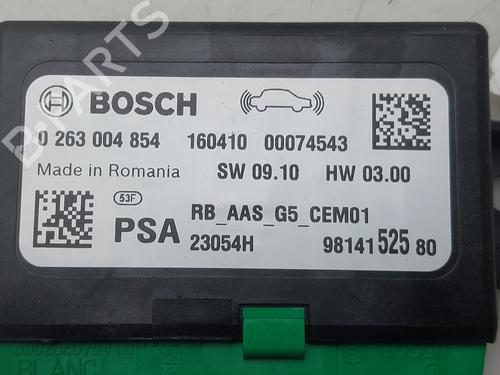 BOSCH
0 263 004 854 160410 00074543
Made in Romania SW 09.10 HW 03.00
53F
PSA RB_AAS_G5_CEM01
23054H 98141 525 80
BLANC